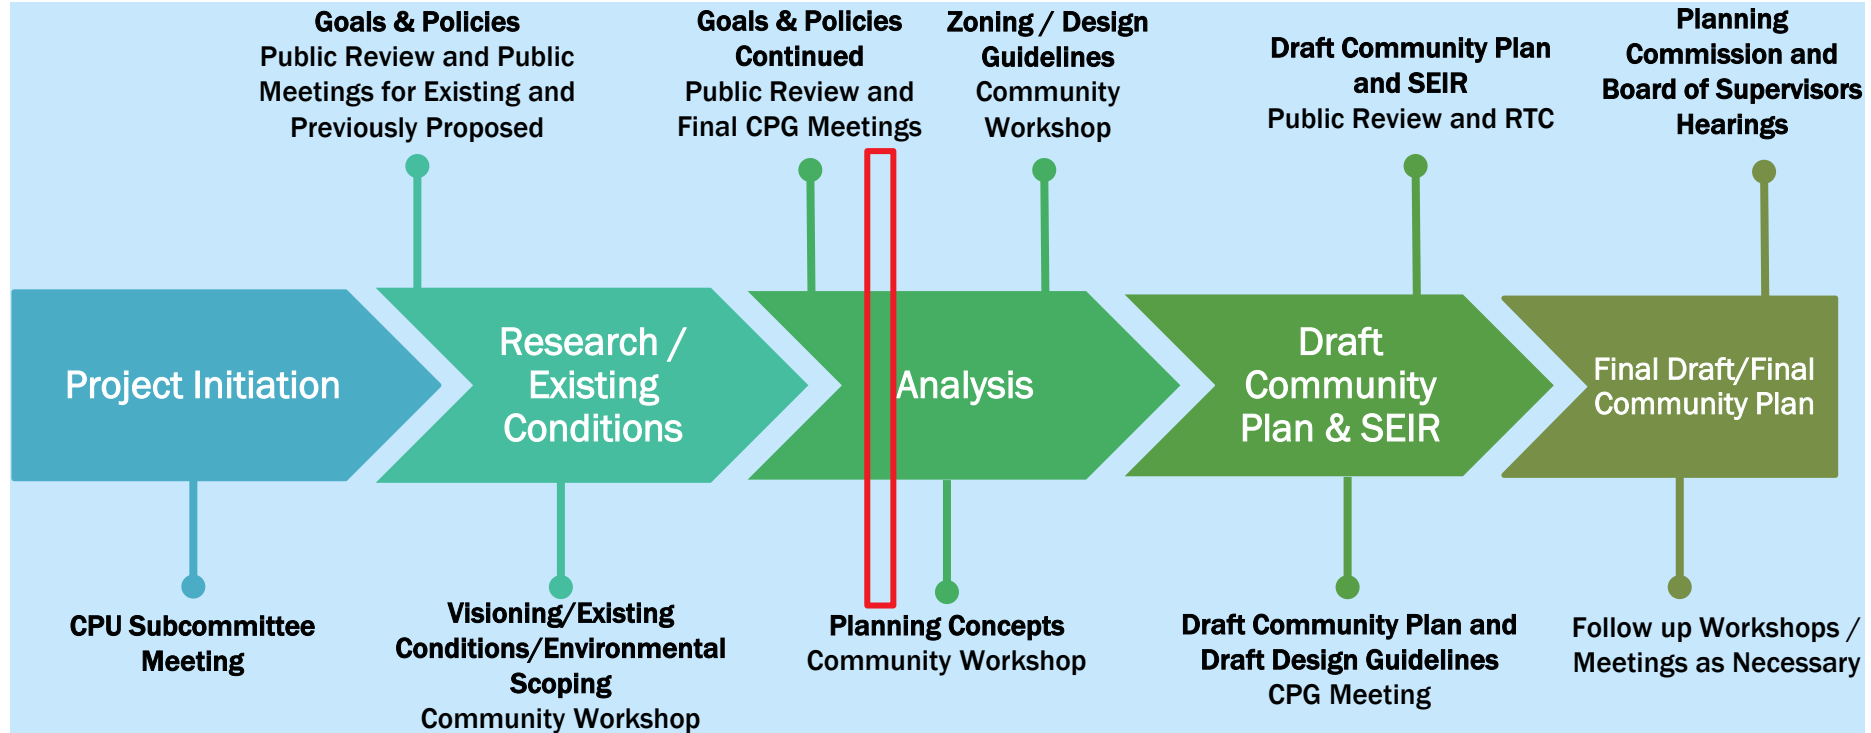 Goals & Policies
Public Review and Public
Meetings for Existing and
Previously Proposed
Goals & Policies
Continued
Public Review and
Final CPG Meetings
Zoning / Design
Guidelines
Community
Workshop
Draft Community Plan
and SEIR
Public Review and RTC
Planning
Commission and
Board of Supervisors
Hearings
Project Initiation
Research /
Existing
Conditions
Analysis
Draft
Community
Plan & SEIR
Final Draft/Final
Community Plan
CPU Subcommittee
Meeting
Visioning/Existing
Conditions/Environmental
Scoping
Community Workshop
Planning Concepts
Community Workshop
Draft Community Plan and
Draft Design Guidelines
CPG Meeting
Follow up Workshops /
Meetings as Necessary